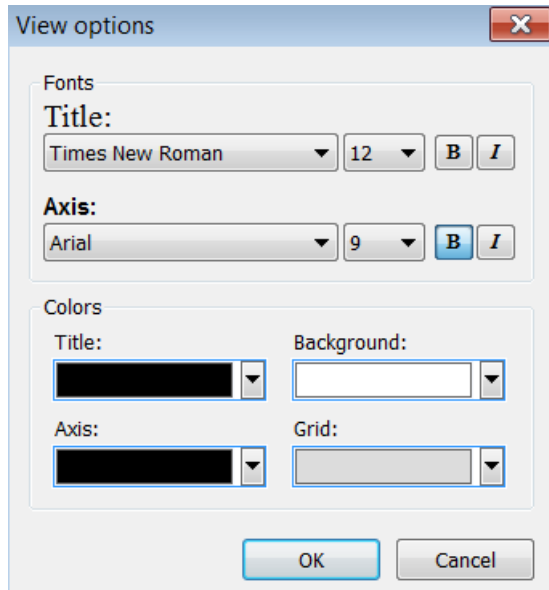 View options
Fonts
Title:
Times New Roman 12 B I
Axis:
Arial 9 B I
Colors
Title: Background:
Axis: Grid:
OK Cancel